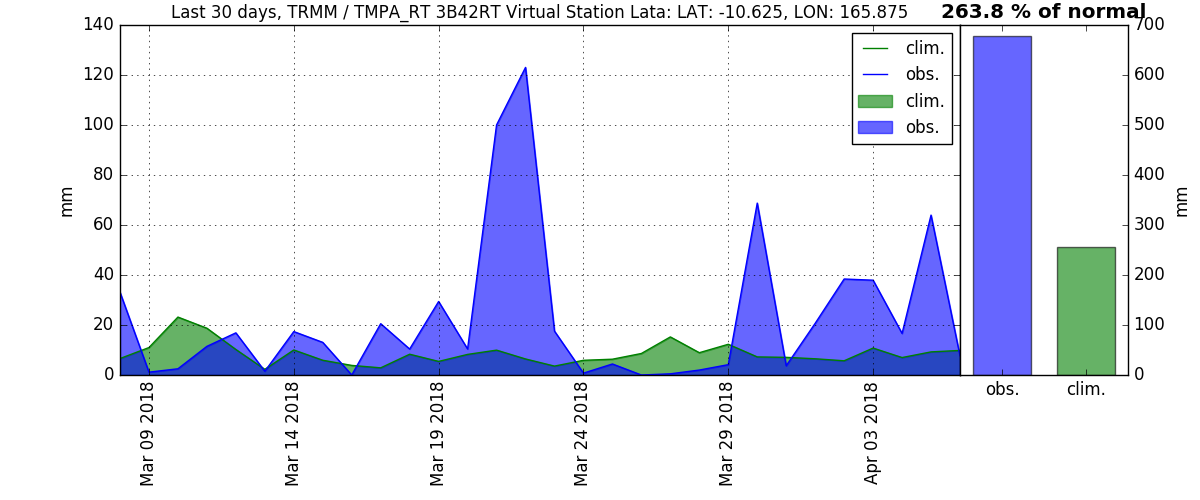 Last 30 days, TRMM / TMPA_RT 3B42RT Virtual Station Lata: LAT: -10.625, LON: 165.875
263.8 % of normal
140
120
100
80
60
40
20
0
mm
clim.
obs.
clim.
obs.
Mar 09 2018
Mar 14 2018
Mar 19 2018
Mar 24 2018
Mar 29 2018
Apr 03 2018
700
600
500
400
300
200
100
0
mm
obs.
clim.